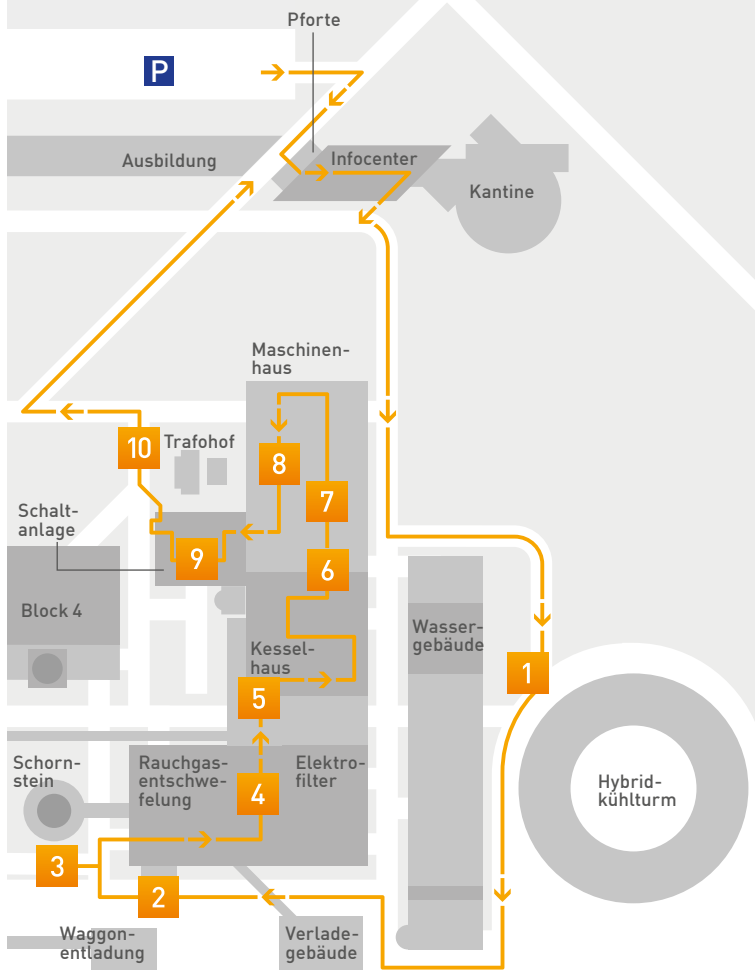 Pforte
P
Ausbildung
Infocenter
Kantine
Maschinen-
haus
10
Trafohof
8
7
Schalt-
anlage
9
6
Block 4
Wasser-
gebäude
Kessel-
haus
1
5
Schorn-
stein
Rauchgas-
entschwe-
felung
Elektro-
filter
4
Hybrid-
kühlturm
3
2
Waggon-
entladung
Verlade-
gebäude